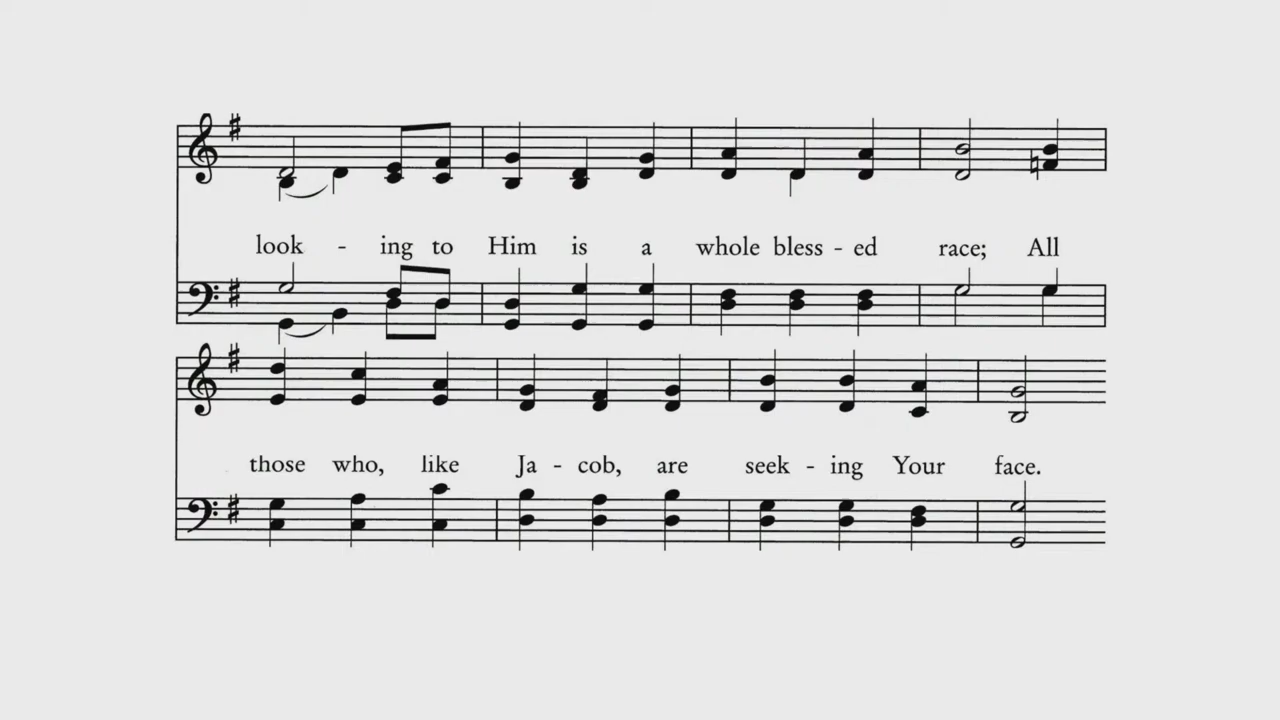 look - ing to Him is a whole bless - ed race; All
those who, like Ja - cob, are seek - ing Your face.